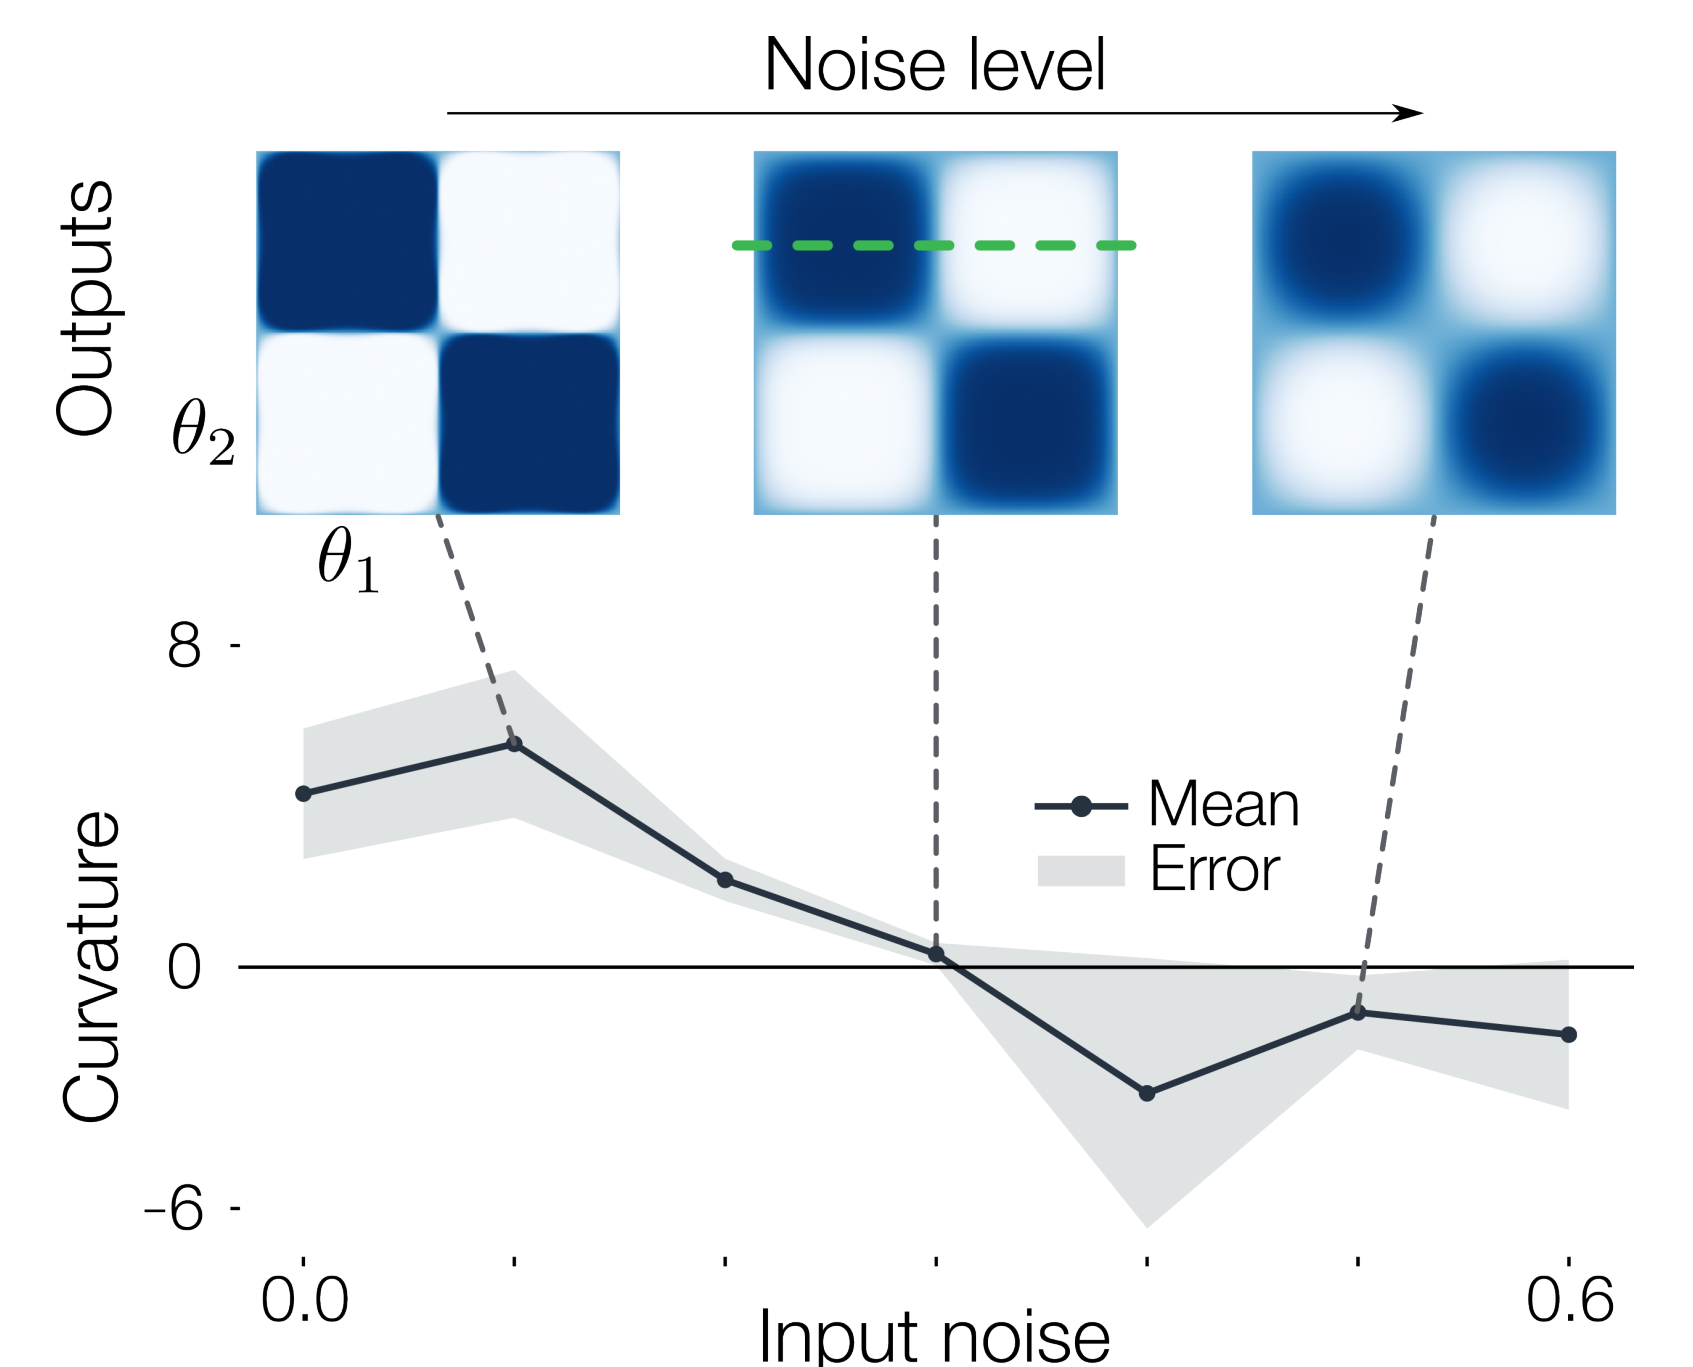 Noise level
Outputs
θ₂
θ₁
8
Mean
Error
Curvature
0
-6
0.0
0.6
Input noise